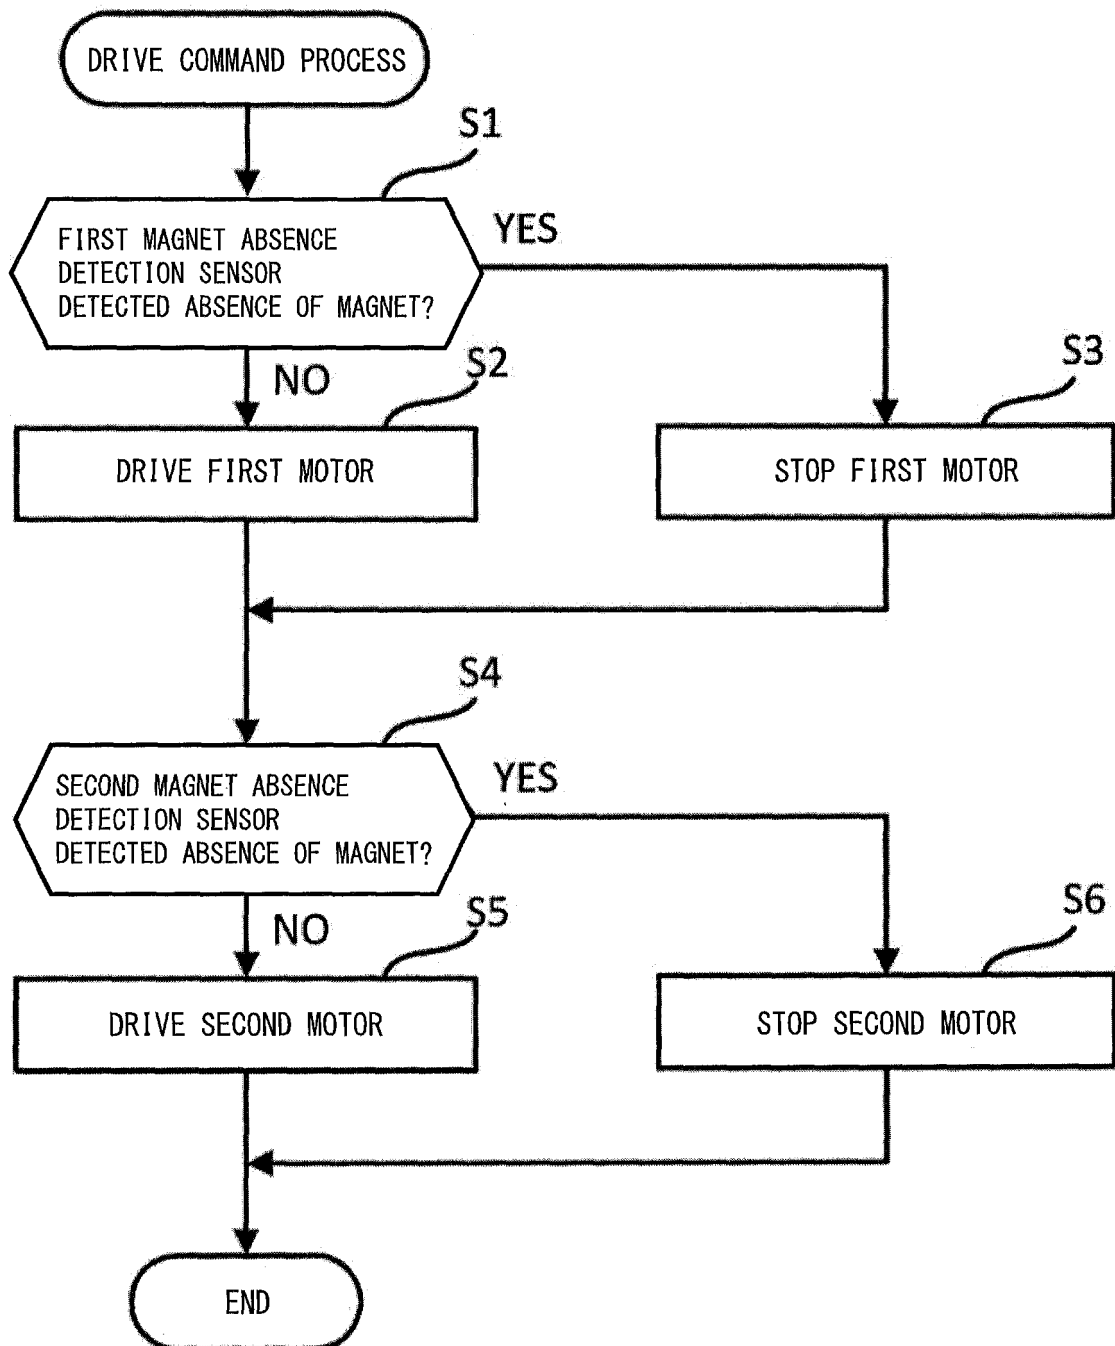 DRIVE COMMAND PROCESS
S1
FIRST MAGNET ABSENCE
DETECTION SENSOR
DETECTED ABSENCE OF MAGNET?
YES
NO
S2
DRIVE FIRST MOTOR
S3
STOP FIRST MOTOR
S4
SECOND MAGNET ABSENCE
DETECTION SENSOR
DETECTED ABSENCE OF MAGNET?
YES
NO
S5
DRIVE SECOND MOTOR
S6
STOP SECOND MOTOR
END